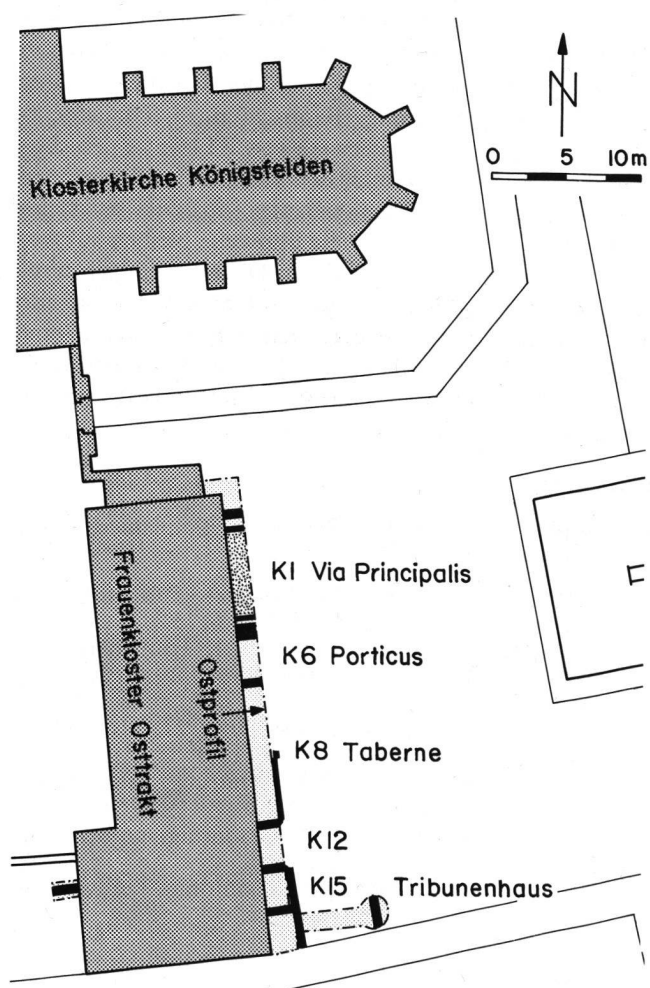 Klosterkirche Königsfelden
N
0 5 10m
Frauenkloster Osttrakt
Ostprofil
K1 Via Principalis
K6 Porticus
K8 Taberne
K12
K15 Tribunenhaus